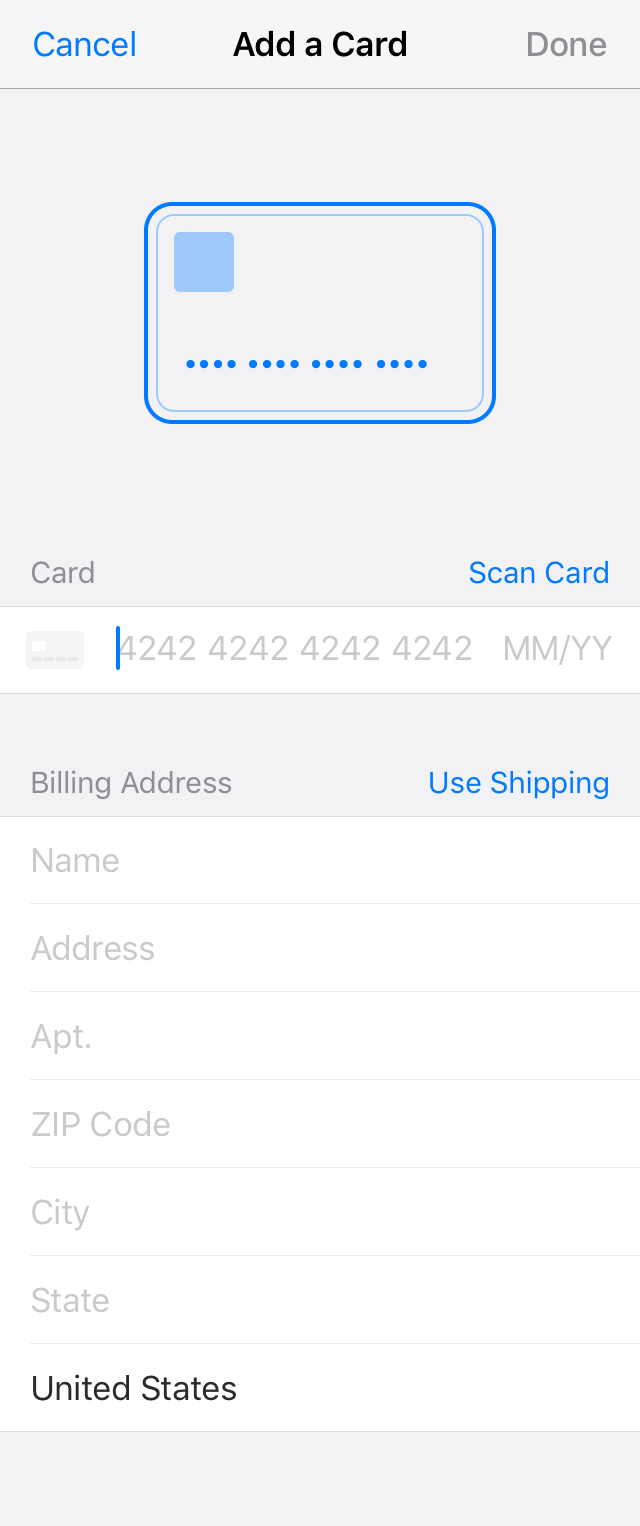 Cancel Add a Card Done
•••• •••• •••• ••••
Card Scan Card
4242 4242 4242 4242 MM/YY
Billing Address Use Shipping
Name
Address
Apt.
ZIP Code
City
State
United States